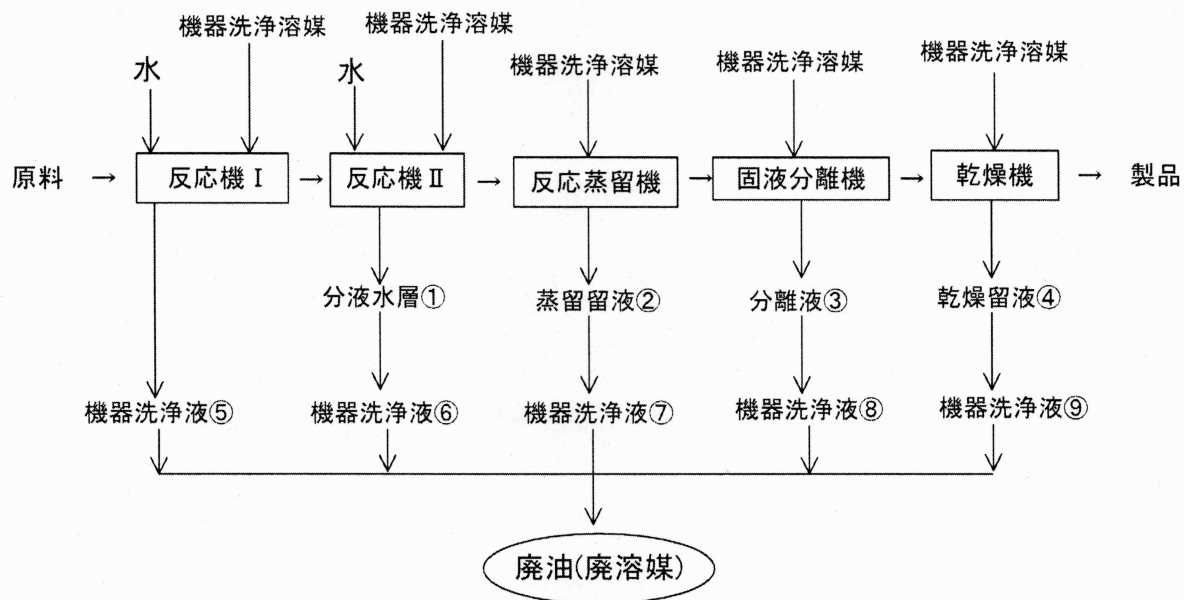 機器洗浄溶媒
機器洗浄溶媒
水
水
機器洗浄溶媒
機器洗浄溶媒
機器洗浄溶媒
原料 → 反応機Ⅰ → 反応機Ⅱ → 反応蒸留機 → 固液分離機 → 乾燥機 → 製品
分液水層①
蒸留留液②
分離液③
乾燥留液④
機器洗浄液⑤
機器洗浄液⑥
機器洗浄液⑦
機器洗浄液⑧
機器洗浄液⑨
廃油(廃溶媒)